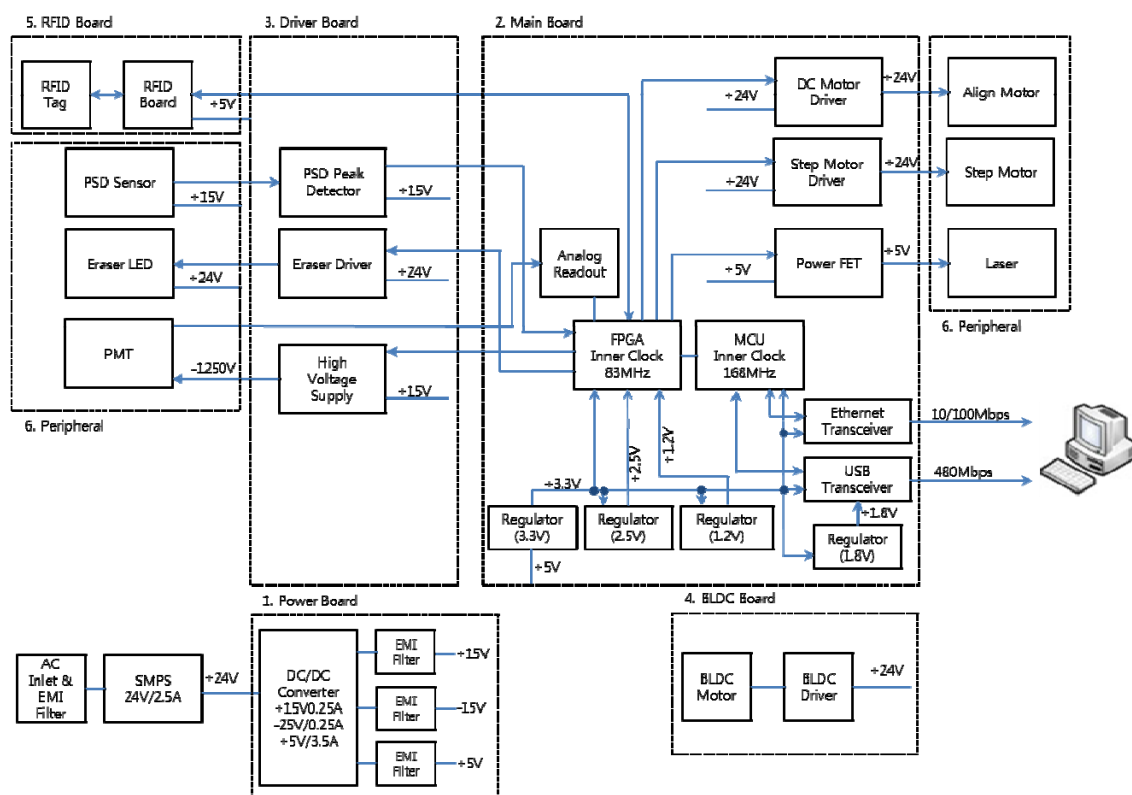 5. RFID Board
3. Driver Board
2. Main Board
RFID
Tag
RFID
Board
+5V
DC Motor
Driver
+24V
+24V
Align Motor
PSD Sensor
+15V
PSD Peak
Detector
+15V
Step Motor
Driver
+24V
+24V
Step Motor
Eraser LED
+24V
Eraser Driver
+24V
Analog
Readout
Power FET
+5V
+5V
Laser
PMT
-1250V
High
Voltage
Supply
+15V
FPGA
Inner Clock
83MHz
MCU
Inner Clock
168MHz
6. Peripheral
6. Peripheral
Ethernet
Transceiver
10/100Mbps
USB
Transceiver
480Mbps
+3.3V
+2.5V
+1.2V
+1.8V
Regulator
(3.3V)
Regulator
(2.5V)
Regulator
(1.2V)
Regulator
(1.8V)
+5V
1. Power Board
4. BLDC Board
AC
Inlet &
EMI
Filter
SMPS
24V/2.5A
+24V
DC/DC
Converter
+15V0.25A
-25V/0.25A
+5V/3.5A
EMI
Filter
+15V
EMI
Filter
-15V
EMI
Filter
+5V
BLDC
Motor
BLDC
Driver
+24V